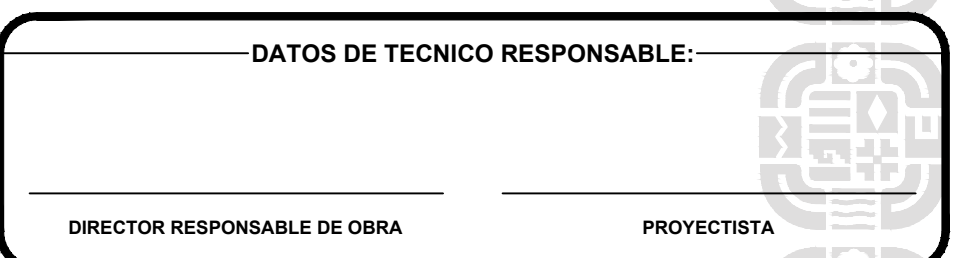 DATOS DE TECNICO RESPONSABLE:
DIRECTOR RESPONSABLE DE OBRA
PROYECTISTA